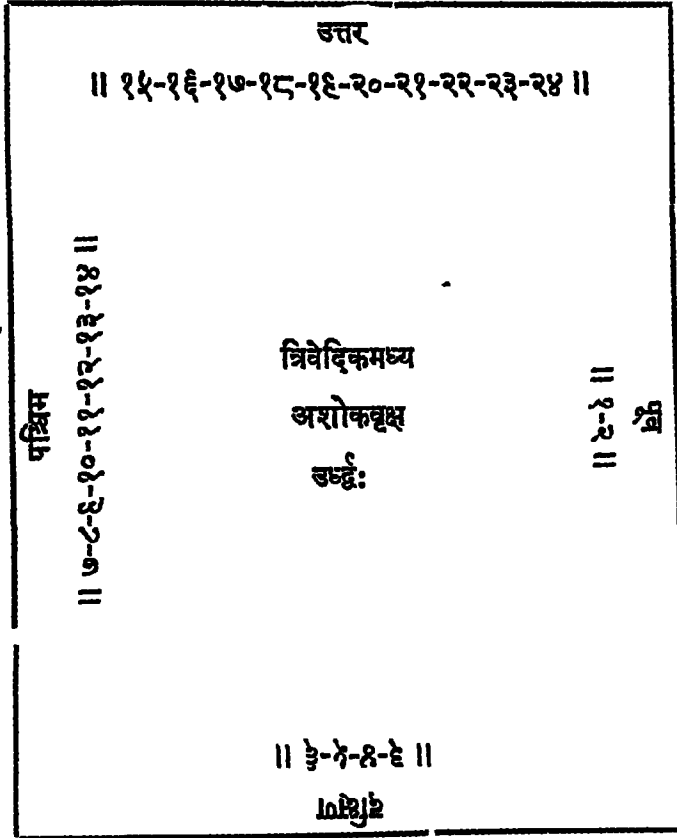 उत्तर
॥ १५-१६-१७-१८-१९-२०-२१-२२-२३-२४ ॥
पश्चिम
॥ ७-८-९-१०-११-१२-१३-१४ ॥
त्रिवेदिकमध्य
अशोकवृक्ष
उर्ध्द्व:
॥ १-२ ॥
पूर्व
॥ ३-४-५-६ ॥
दक्षिण